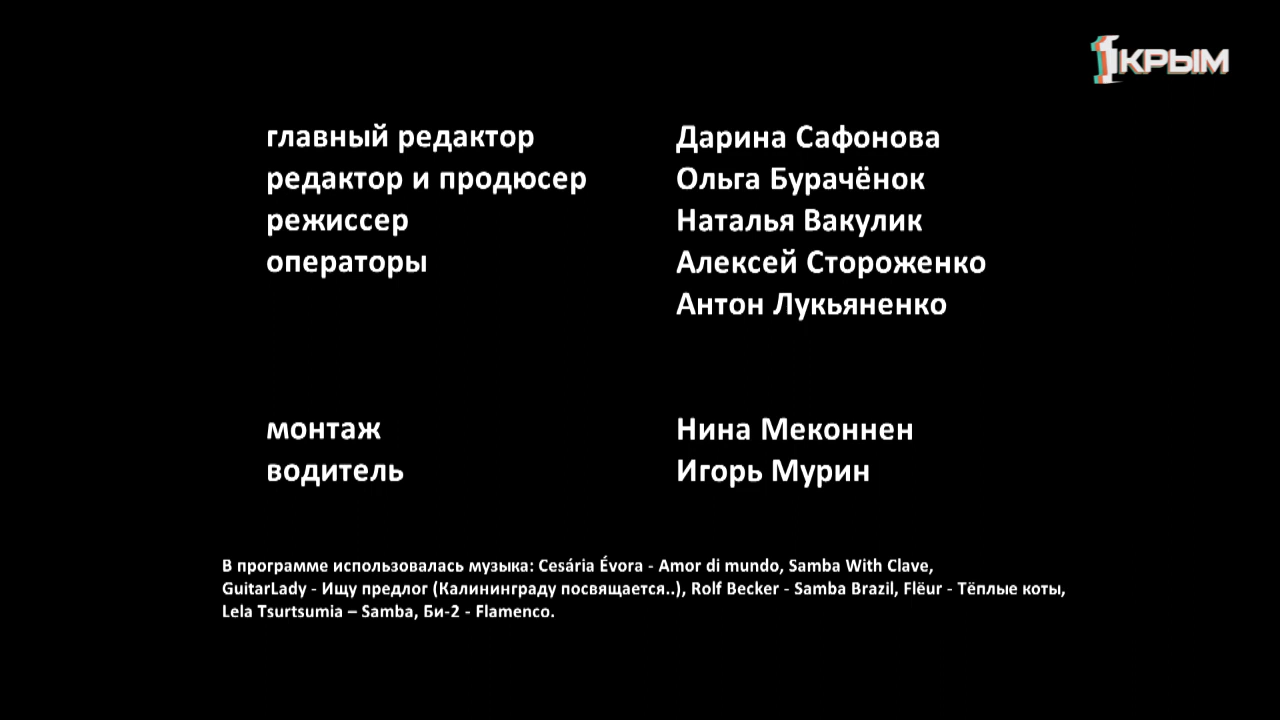 1КРЫМ
главный редактор Дарина Сафонова
редактор и продюсер Ольга Бурачёнок
режиссер Наталья Вакулик
операторы Алексей Стороженко
Антон Лукьяненко
монтаж Нина Меконнен
водитель Игорь Мурин
В программе использовалась музыка: Cesária Évora - Amor di mundo, Samba With Clave,
GuitarLady - Ищу предлог (Калининграду посвящается..), Rolf Becker - Samba Brazil, Flëur - Тёплые коты,
Lela Tsurtsumia – Samba, Би-2 - Flamenco.